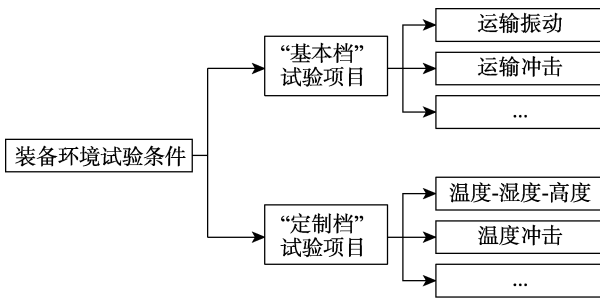 装备环境试验条件
“基本档”
试验项目
运输振动
运输冲击
...
“定制档”
试验项目
温度-湿度-高度
温度冲击
...